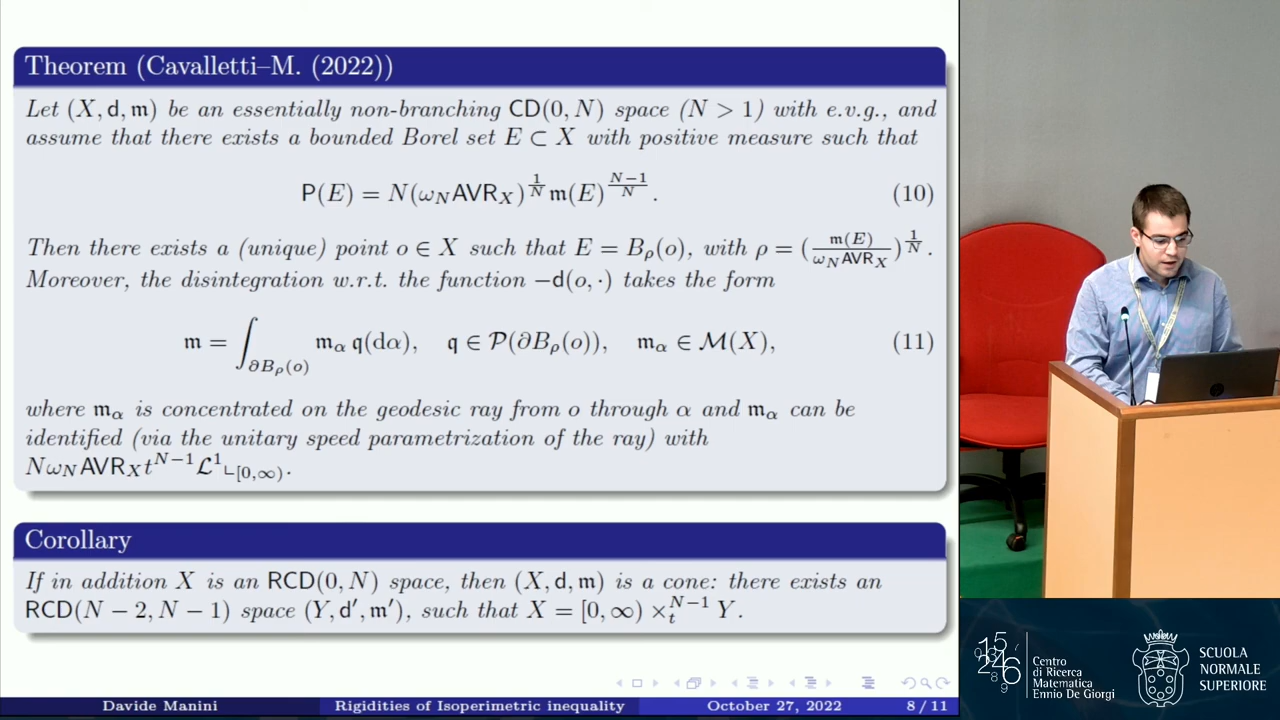 Theorem (Cavalletti–M. (2022))
Let (X, d, m) be an essentially non-branching CD(0, N) space (N > 1) with e.v.g., and
assume that there exists a bounded Borel set E ⊂ X with positive measure such that
P(E) = N(ω_N AVR_X)^{1/N} m(E)^{(N−1)/N}. (10)
Then there exists a (unique) point o ∈ X such that E = B_ρ(o), with ρ = (m(E)/(ω_N AVR_X))^{1/N}.
Moreover, the disintegration w.r.t. the function −d(o, ·) takes the form
m = ∫_{∂B_ρ(o)} m_α q(dα), q ∈ P(∂B_ρ(o)), m_α ∈ M(X), (11)
where m_α is concentrated on the geodesic ray from o through α and m_α can be
identified (via the unitary speed parametrization of the ray) with
Nω_N AVR_X t^{N−1} L^1⌞_{[0,∞)}.
Corollary
If in addition X is an RCD(0, N) space, then (X, d, m) is a cone: there exists an
RCD(N − 2, N − 1) space (Y, d′, m′), such that X = [0, ∞) ×_t^{N−1} Y.
Davide Manini Rigidities of Isoperimetric inequality October 27, 2022 8 / 11
Centro
di Ricerca
Matematica
Ennio De Giorgi
SCUOLA
NORMALE
SUPERIORE